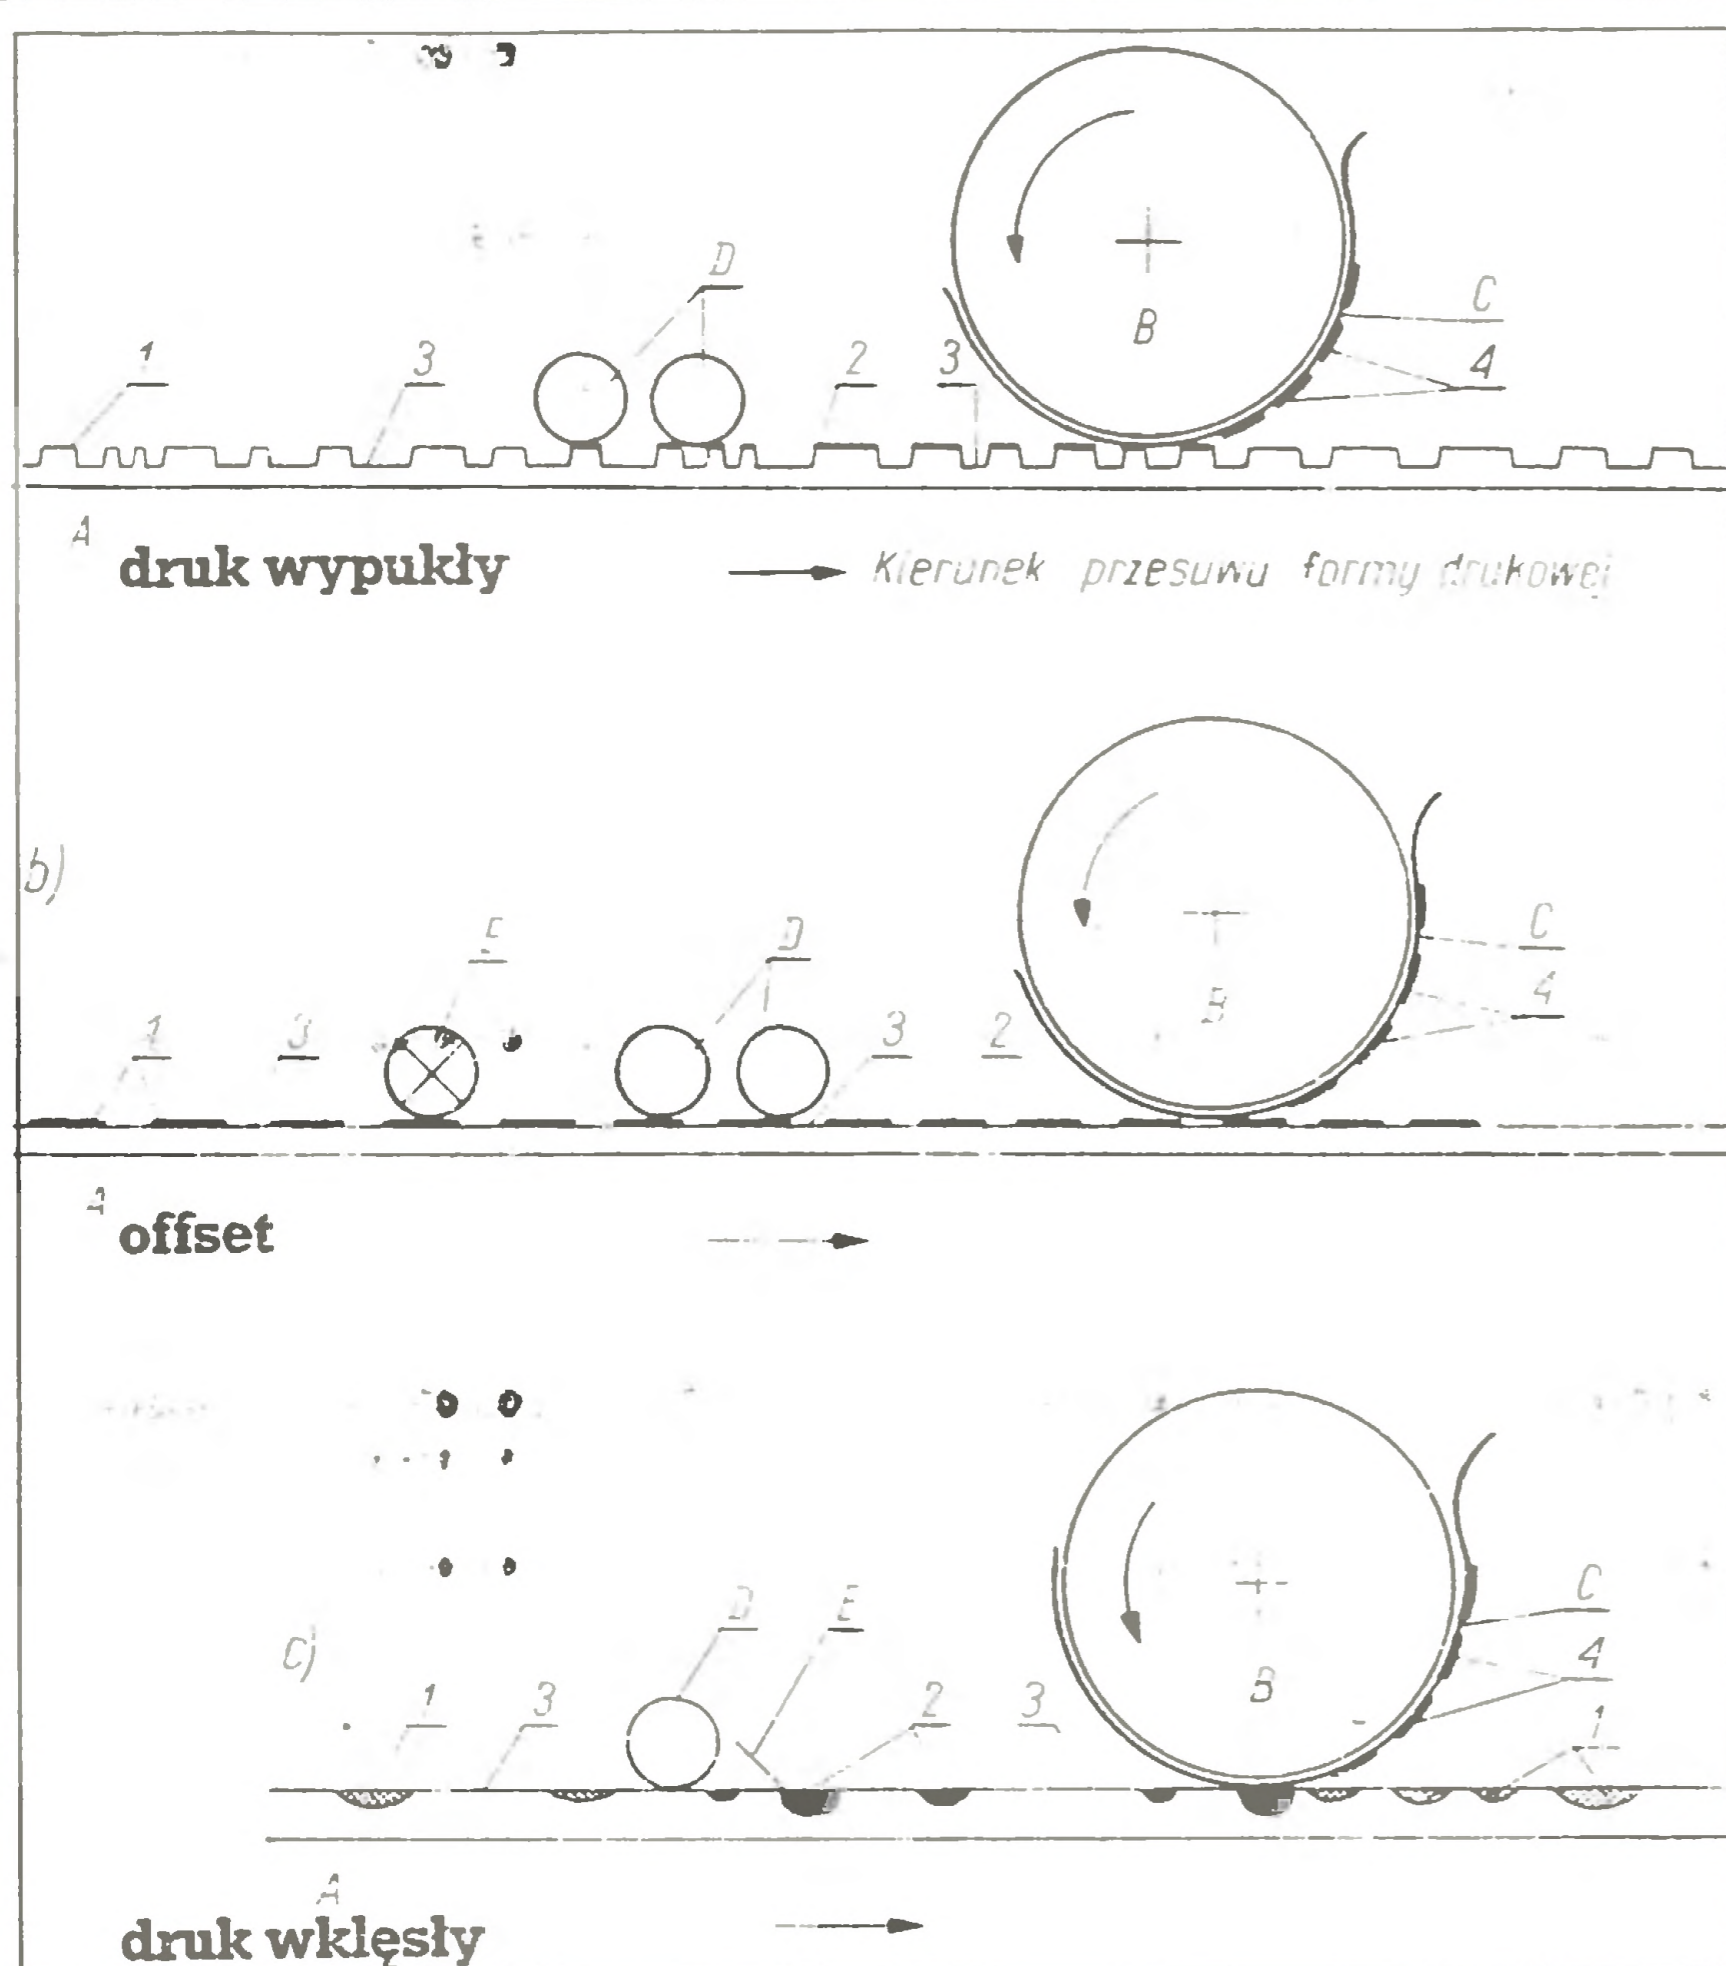 D
C
B
1 3 2 3 4
A
druk wypukły Kierunek przesuwu formy drukowej
b)
E D C
B 4
1 3 3 2
A
offset
D E C
c) 4
B
1 3 2 3 1
A
druk wklęsły